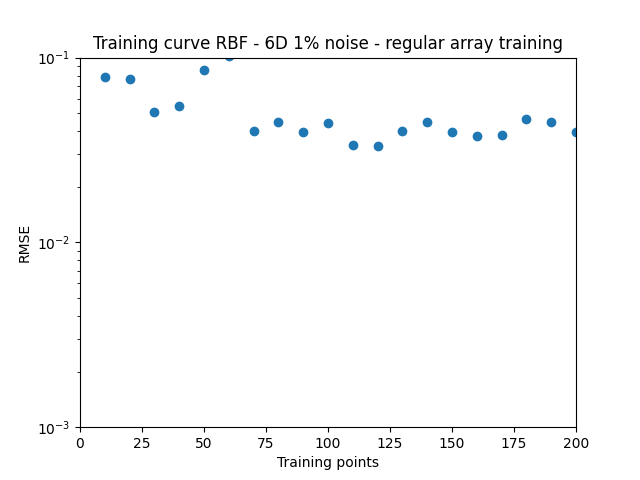 Training curve RBF - 6D 1% noise - regular array training
10⁻¹
10⁻²
10⁻³
RMSE
0 25 50 75 100 125 150 175 200
Training points